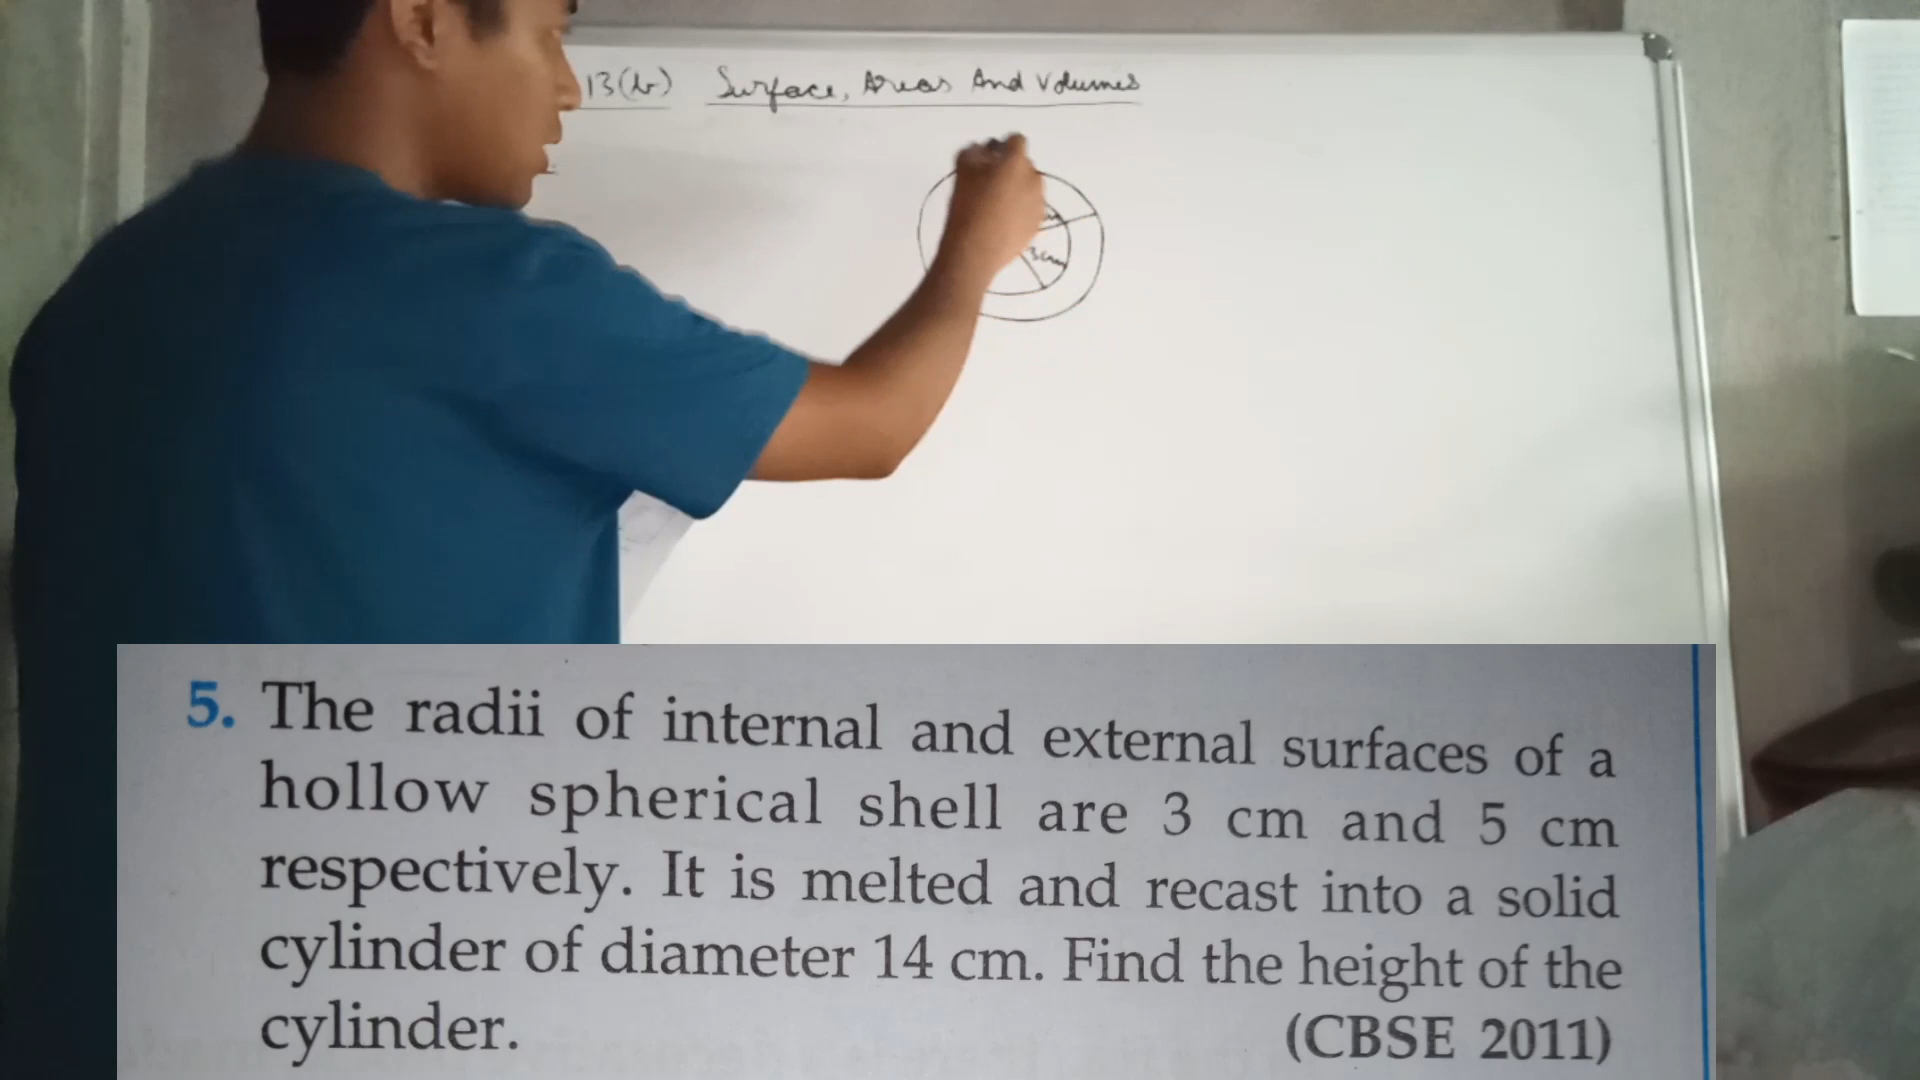 13(b) Surface, Areas And Volumes
3cm
5. The radii of internal and external surfaces of a
hollow spherical shell are 3 cm and 5 cm
respectively. It is melted and recast into a solid
cylinder of diameter 14 cm. Find the height of the
cylinder. (CBSE 2011)